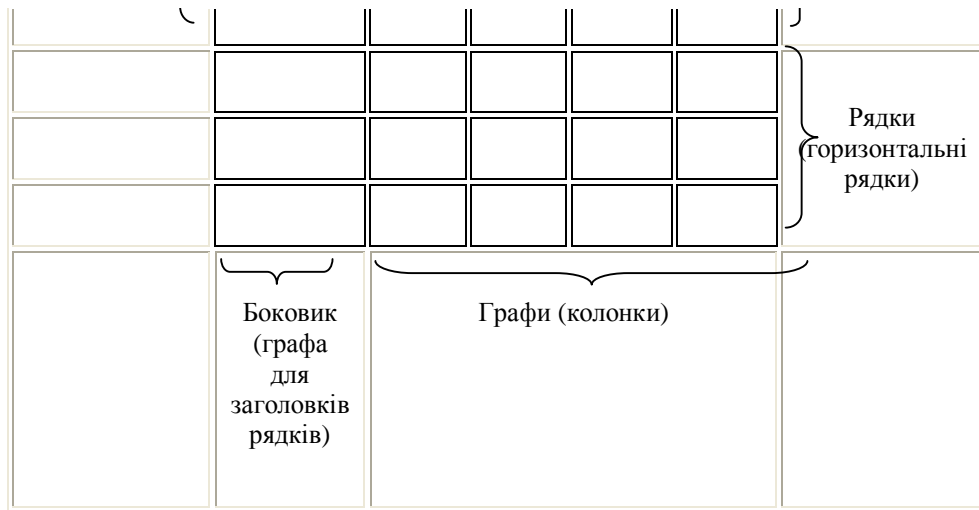 Рядки
(горизонтальні
рядки)
Боковик
(графа
для
заголовків
рядків)
Графи (колонки)